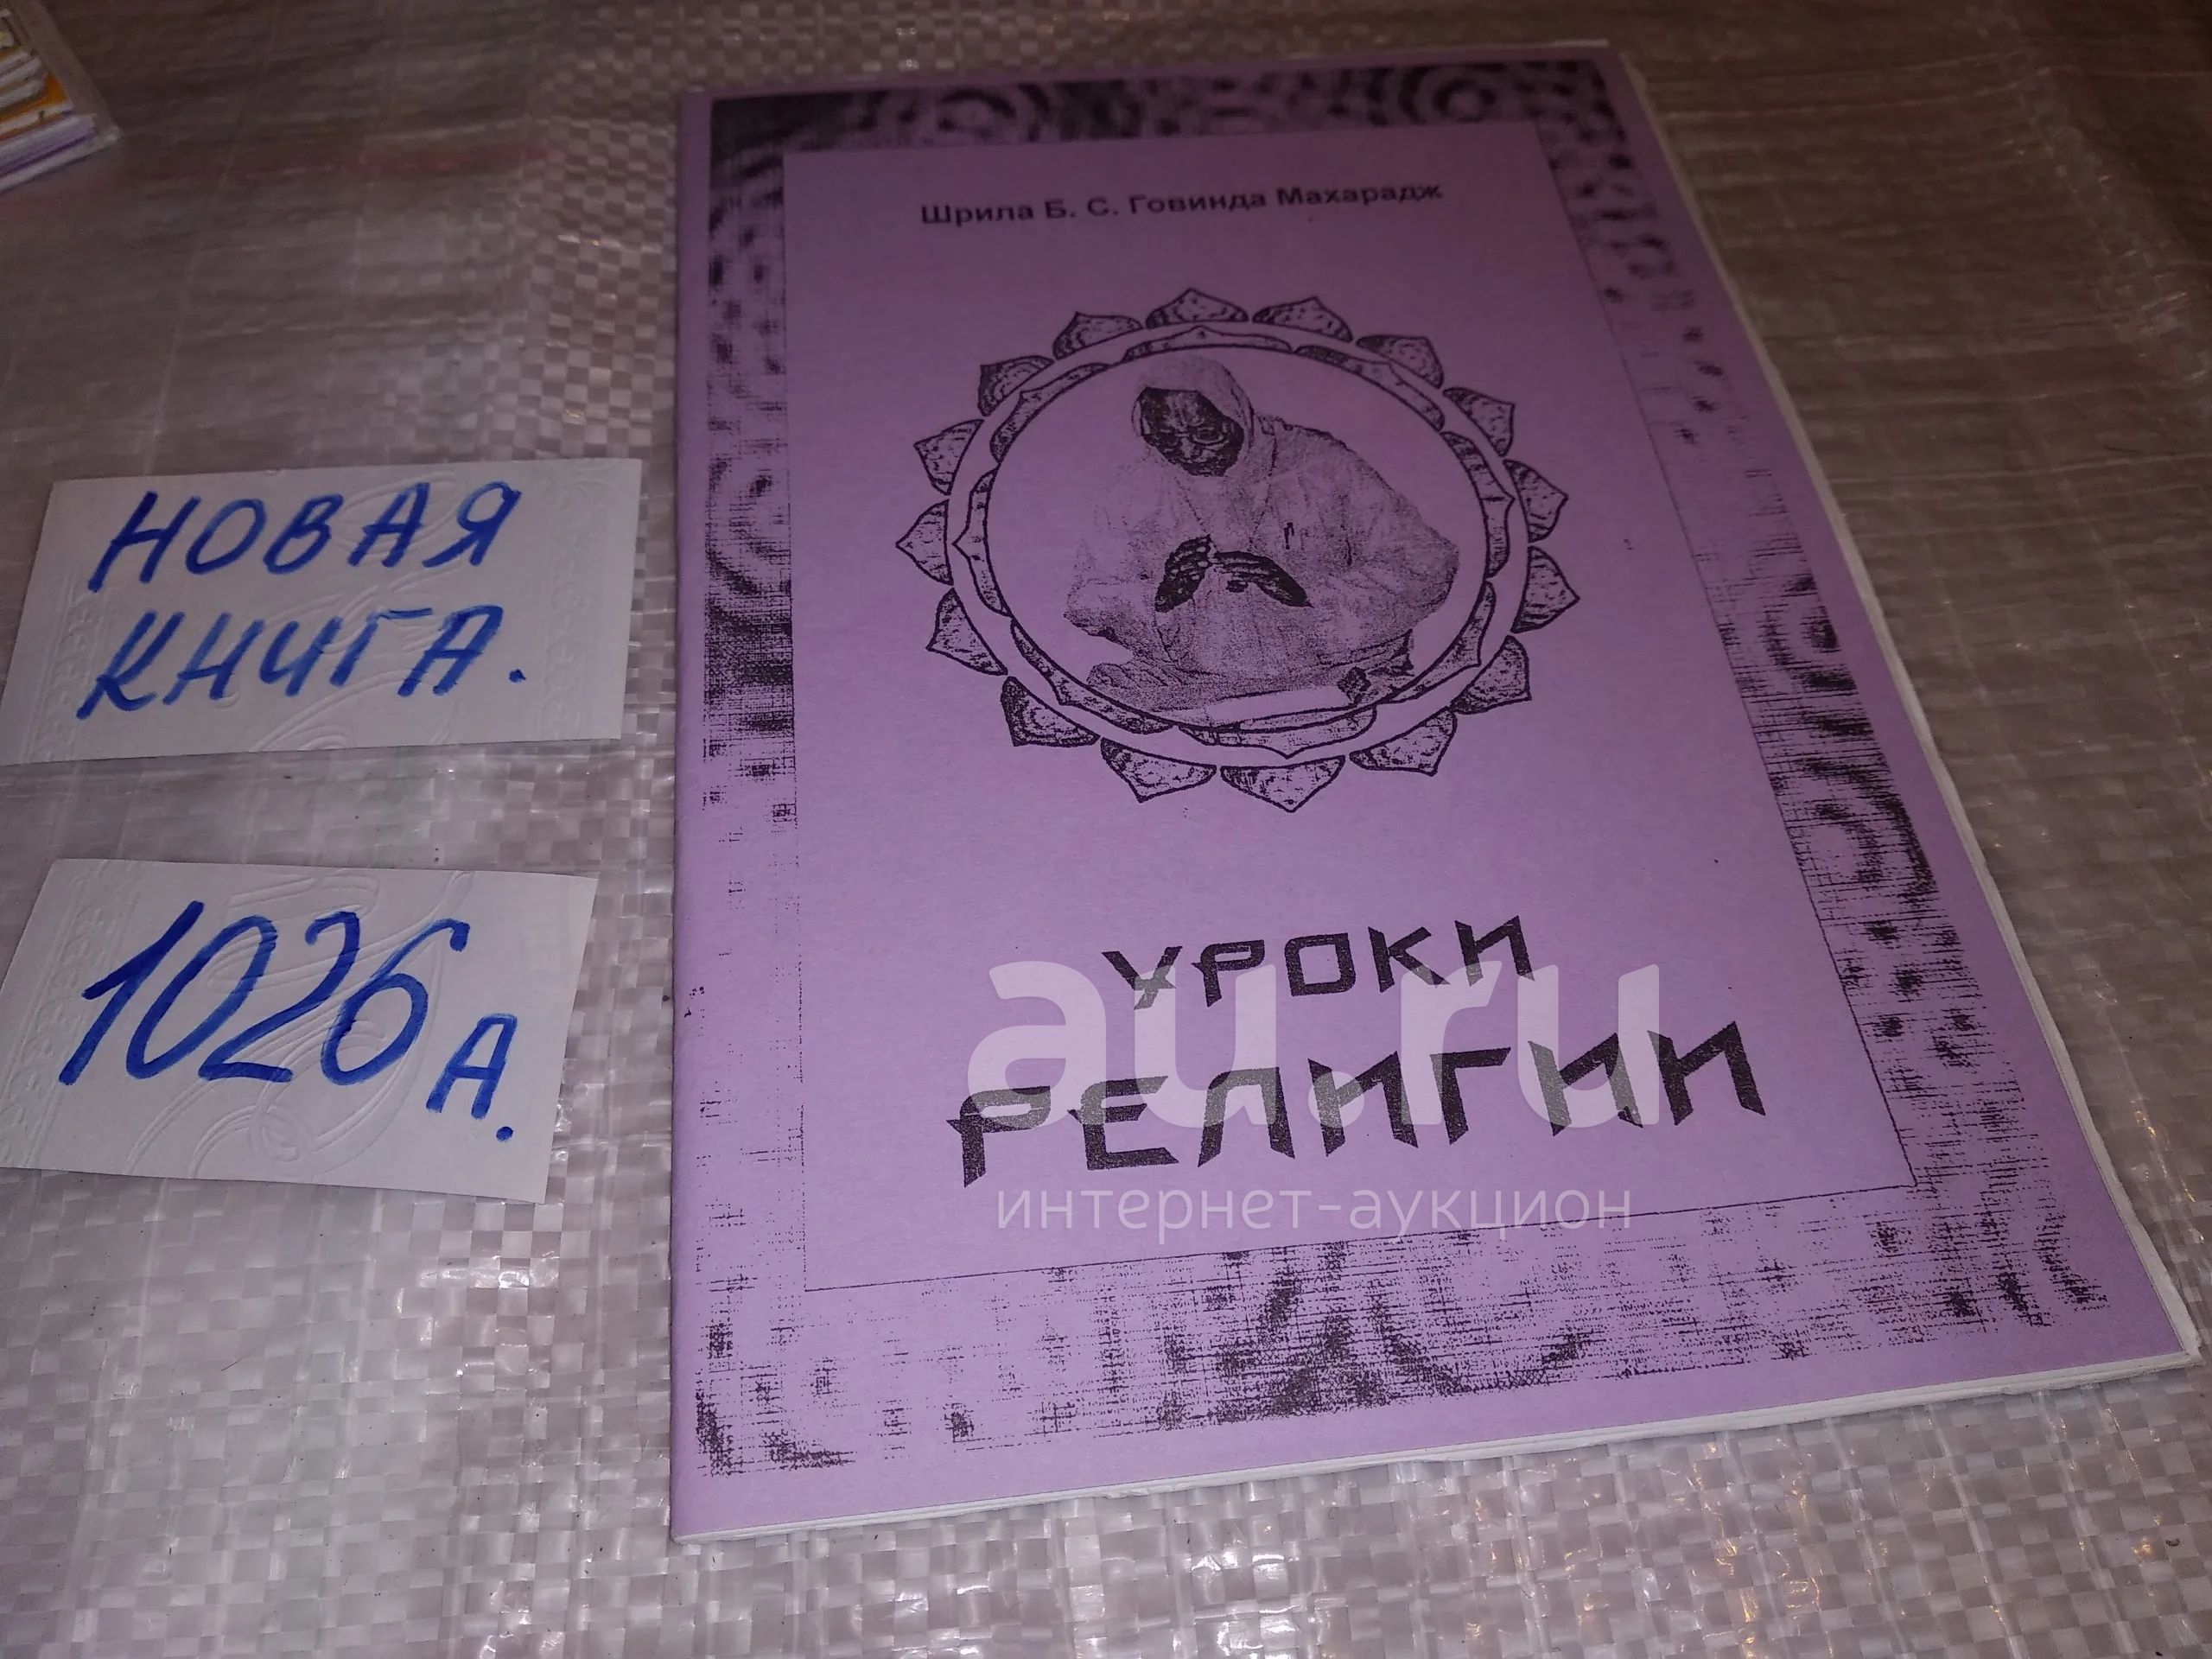 Шрила Б. С. Говинда Махарадж
НОВАЯ
КНИГА.
1026 А.
УРОКИ
РЕЛИГИИ
au.ru
интернет-аукцион